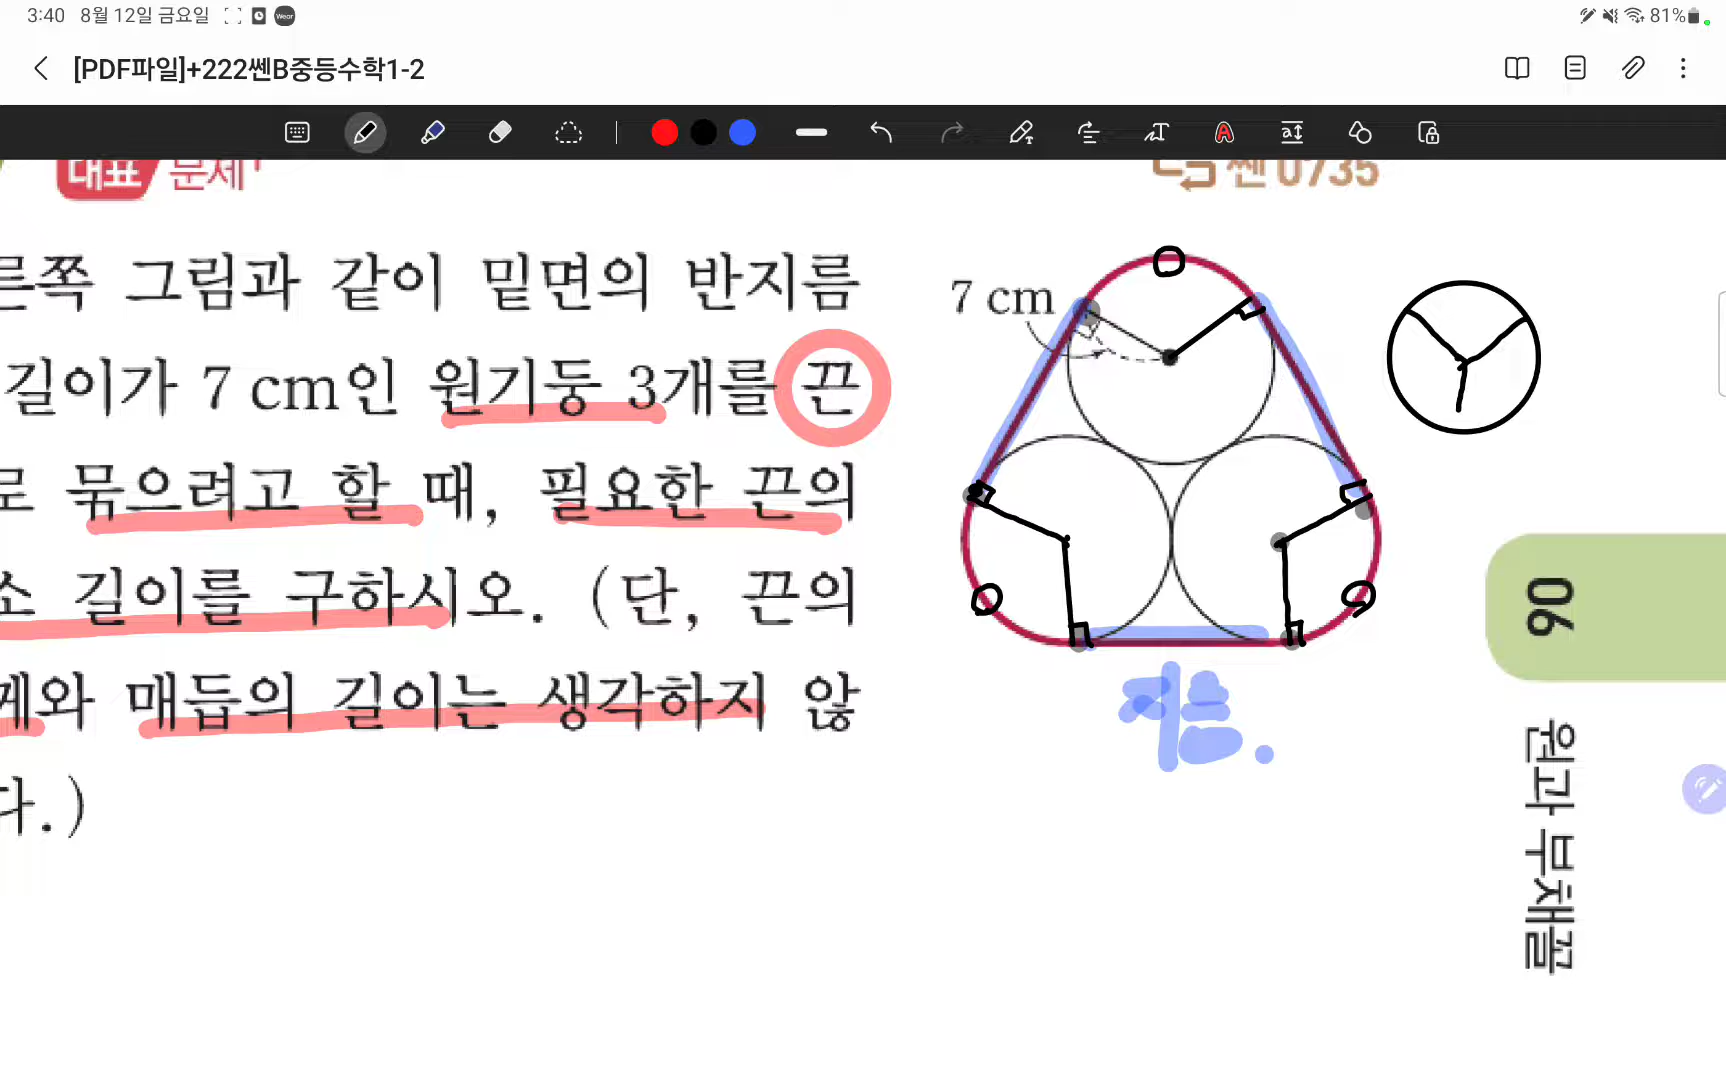 3:40 8월 12일 금요일
Wear
81%
[PDF파일]+222쎈B중등수학1-2
대표 문제
쎈 0735
른쪽 그림과 같이 밑면의 반지름
길이가 7 cm인 원기둥 3개를 끈
로 묶으려고 할 때, 필요한 끈의
소 길이를 구하시오. (단, 끈의
께와 매듭의 길이는 생각하지 않
다.)
7 cm
지름.
06
원과 부채꼴